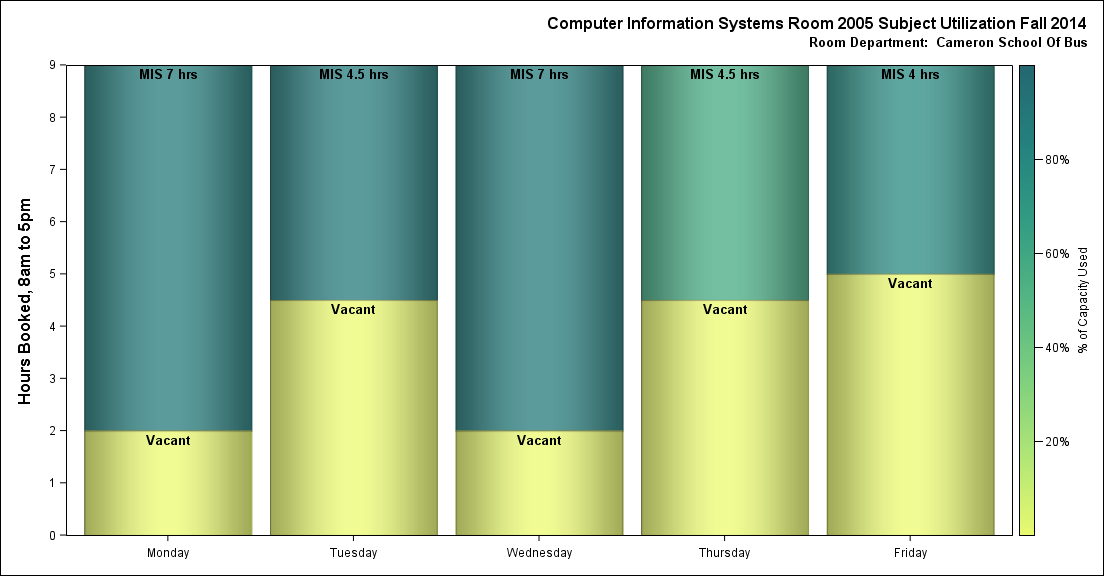 Computer Information Systems Room 2005 Subject Utilization Fall 2014
Room Department:  Cameron School Of Bus
Hours Booked, 8am to 5pm
9
8
7
6
5
4
3
2
1
0
MIS 7 hrs
MIS 4.5 hrs
MIS 7 hrs
MIS 4.5 hrs
MIS 4 hrs
Vacant
Vacant
Vacant
Vacant
Vacant
Monday
Tuesday
Wednesday
Thursday
Friday
80%
60%
40%
20%
% of Capacity Used